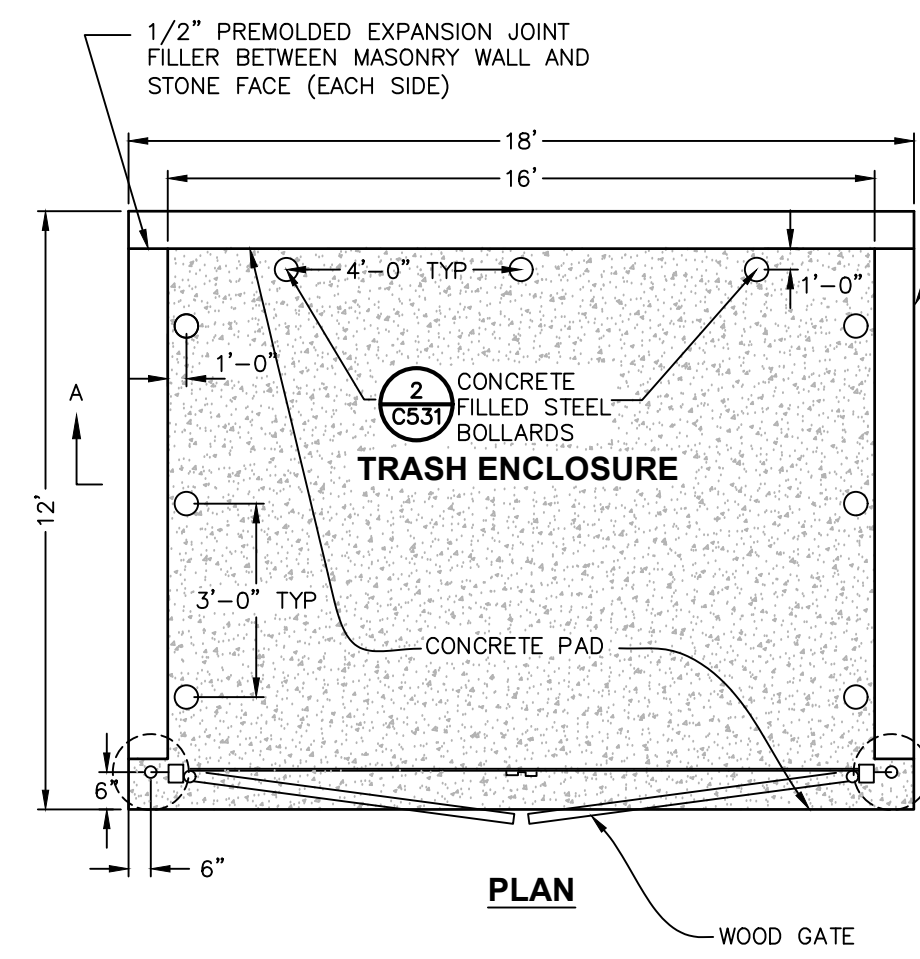 1/2" PREMOLDED EXPANSION JOINT
FILLER BETWEEN MASONRY WALL AND
STONE FACE (EACH SIDE)
18'
16'
4'-0" TYP
1'-0"
1'-0"
A
2
C531
CONCRETE
FILLED STEEL
BOLLARDS
TRASH ENCLOSURE
12'
3'-0" TYP
CONCRETE PAD
6"
6"
PLAN
WOOD GATE